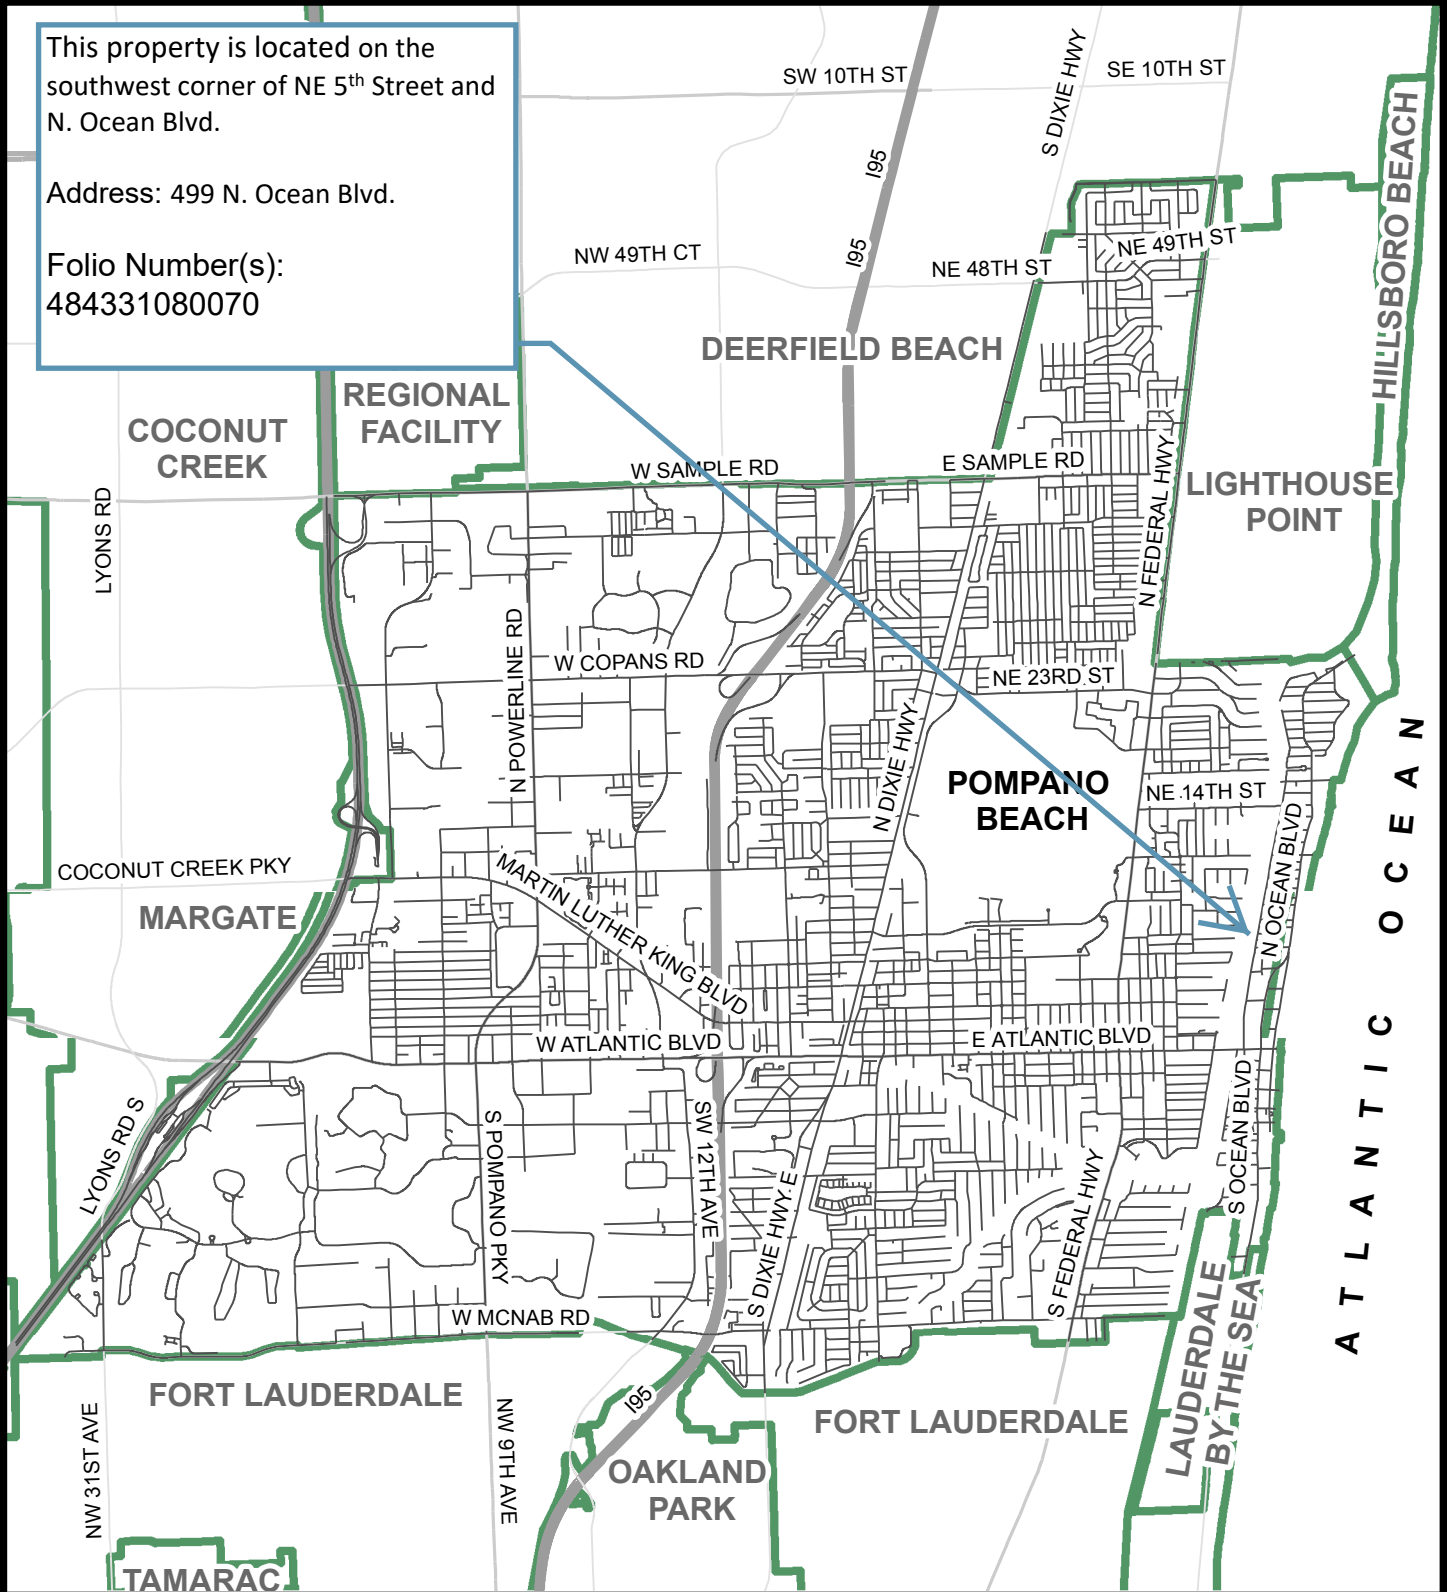 This property is located on the
southwest corner of NE 5th Street and
N. Ocean Blvd.
Address: 499 N. Ocean Blvd.
Folio Number(s):
484331080070
SW 10TH ST
SE 10TH ST
S DIXIE HWY
I95
HILLSBORO BEACH
NW 49TH CT
I95
NE 48TH ST
NE 49TH ST
DEERFIELD BEACH
REGIONAL
FACILITY
COCONUT
CREEK
W SAMPLE RD
E SAMPLE RD
LIGHTHOUSE
POINT
LYONS RD
N FEDERAL HWY
N POWERLINE RD
W COPANS RD
NE 23RD ST
N DIXIE HWY
POMPANO
BEACH
NE 14TH ST
N OCEAN BLVD
ATLANTIC OCEAN
COCONUT CREEK PKY
MARGATE
MARTIN LUTHER KING BLVD
W ATLANTIC BLVD
E ATLANTIC BLVD
LYONS RD S
S POMPANO PKY
SW 12TH AVE
S DIXIE HWY E
S FEDERAL HWY
S OCEAN BLVD
W MCNAB RD
LAUDERDALE
BY THE SEA
FORT LAUDERDALE
FORT LAUDERDALE
I95
NW 31ST AVE
NW 9TH AVE
OAKLAND
PARK
TAMARAC